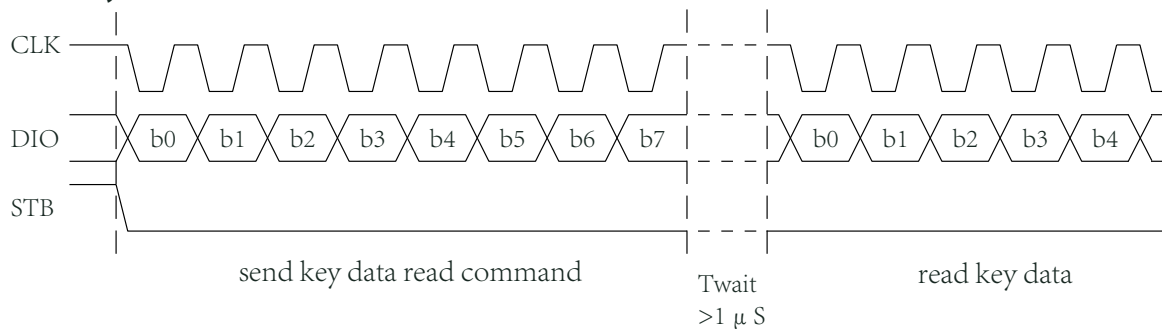 CLK
DIO b0 b1 b2 b3 b4 b5 b6 b7 b0 b1 b2 b3 b4
STB
send key data read command
read key data
Twait
>1 μ S